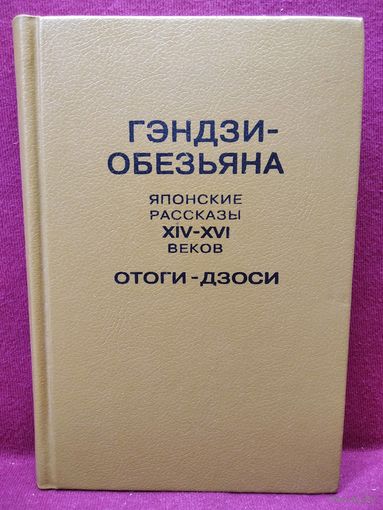 ГЭНДЗИ-
ОБЕЗЬЯНА
ЯПОНСКИЕ
РАССКАЗЫ
XIV-XVI
ВЕКОВ
ОТОГИ-ДЗОСИ